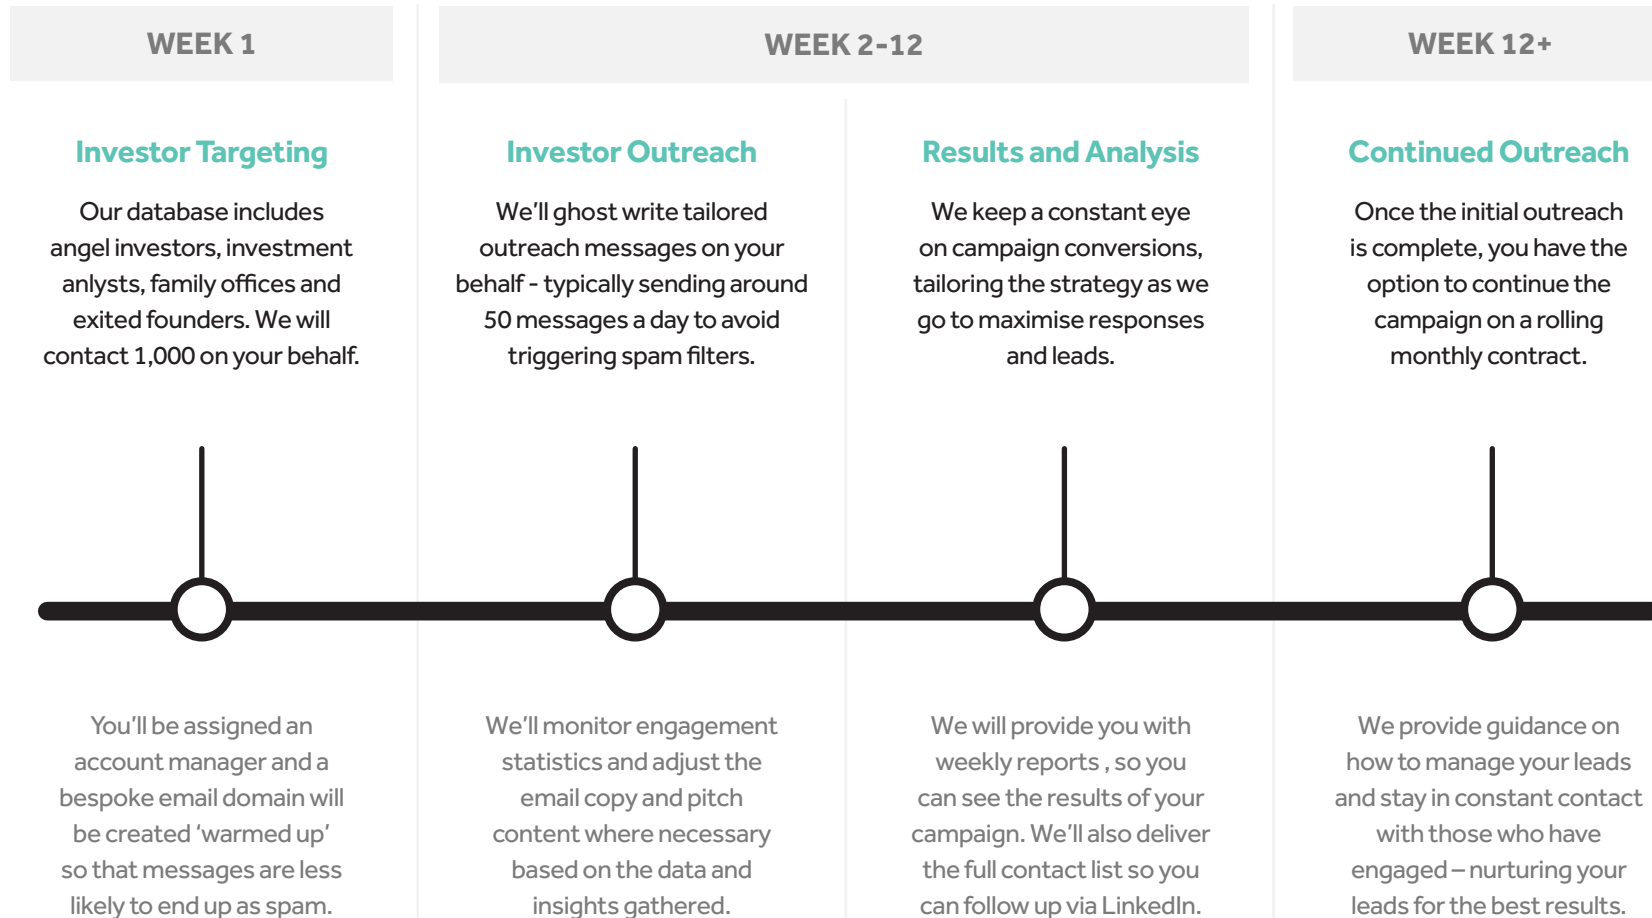 WEEK 1
Investor Targeting
Our database includes
angel investors, investment
anlysts, family offices and
exited founders. We will
contact 1,000 on your behalf.
You’ll be assigned an
account manager and a
bespoke email domain will
be created ‘warmed up’
so that messages are less
likely to end up as spam.
WEEK 2-12
Investor Outreach
We’ll ghost write tailored
outreach messages on your
behalf - typically sending around
50 messages a day to avoid
triggering spam filters.
We’ll monitor engagement
statistics and adjust the
email copy and pitch
content where necessary
based on the data and
insights gathered.
Results and Analysis
We keep a constant eye
on campaign conversions,
tailoring the strategy as we
go to maximise responses
and leads.
We will provide you with
weekly reports , so you
can see the results of your
campaign. We’ll also deliver
the full contact list so you
can follow up via LinkedIn.
WEEK 12+
Continued Outreach
Once the initial outreach
is complete, you have the
option to continue the
campaign on a rolling
monthly contract.
We provide guidance on
how to manage your leads
and stay in constant contact
with those who have
engaged – nurturing your
leads for the best results.